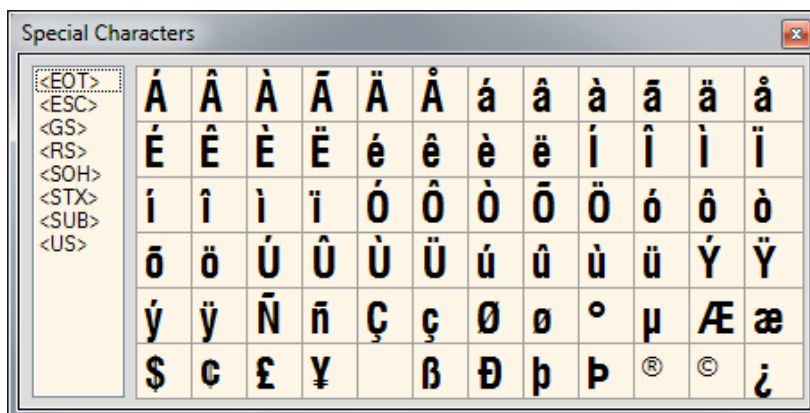 Special Characters
<EOT>
<ESC>
<GS>
<RS>
<SOH>
<STX>
<SUB>
<US>
Á Â À Ã Ä Å á â à ã ä å
É Ê È Ë é ê è ë Í Î Ì Ï
í î ì ï Ó Ô Ò Õ Ö ó ô ò
õ ö Ú Û Ù Ü ú û ù ü Ý Ÿ
ý ÿ Ñ ñ Ç ç Ø ø ° µ Æ æ
$ ¢ £ ¥ ß Ð þ Þ ® © ¿